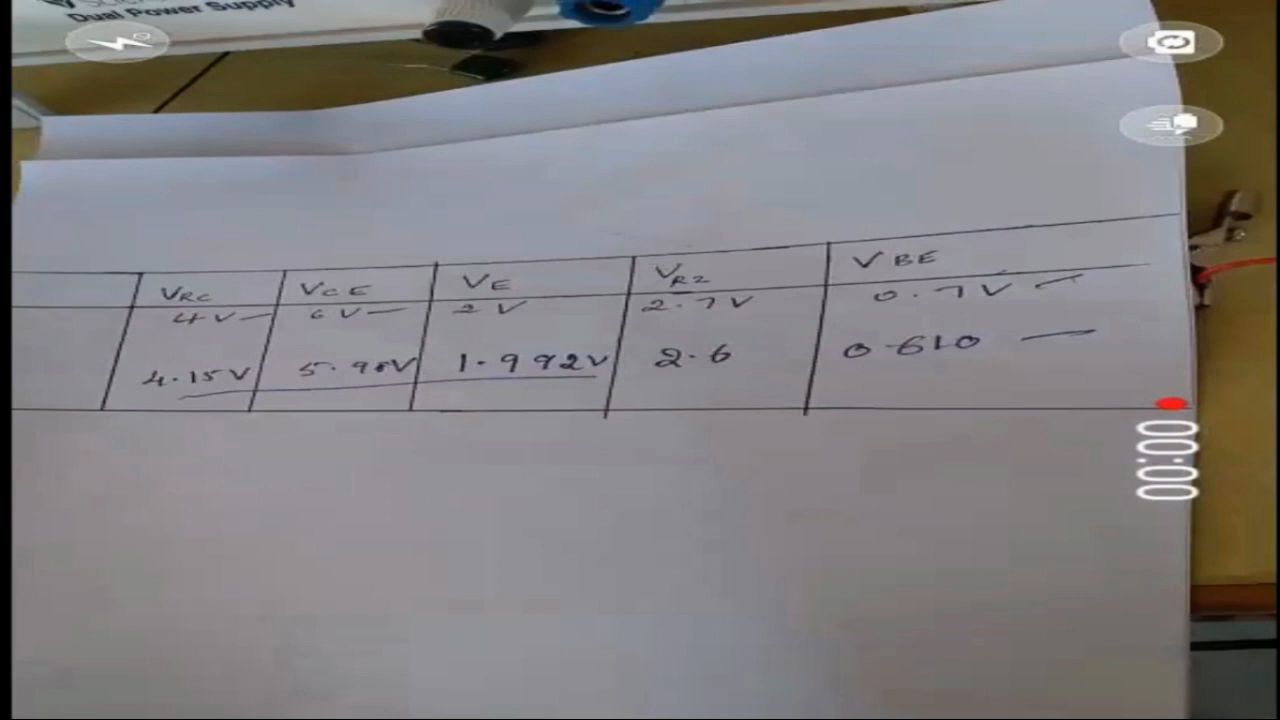 Dual Power Supply
VRC VCE VE VR2 VBE
4V 6V 2V 2.7V 0.7V
4.15V 5.98V 1.992V 2.6 0.610
00:00